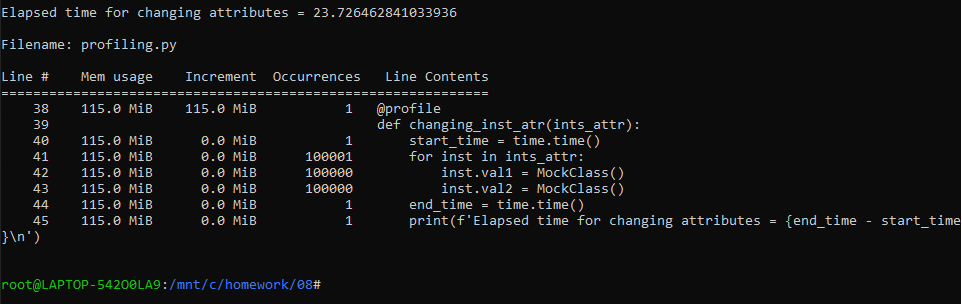 Elapsed time for changing attributes = 23.726462841033936
Filename: profiling.py
Line #    Mem usage    Increment  Occurrences   Line Contents
=============================================================
    38    115.0 MiB    115.0 MiB           1   @profile
    39                                         def changing_inst_atr(ints_attr):
    40    115.0 MiB      0.0 MiB           1       start_time = time.time()
    41    115.0 MiB      0.0 MiB      100001       for inst in ints_attr:
    42    115.0 MiB      0.0 MiB      100000           inst.val1 = MockClass()
    43    115.0 MiB      0.0 MiB      100000           inst.val2 = MockClass()
    44    115.0 MiB      0.0 MiB           1       end_time = time.time()
    45    115.0 MiB      0.0 MiB           1       print(f'Elapsed time for changing attributes = {end_time - start_time
}\n')
root@LAPTOP-542O0LA9:/mnt/c/homework/08#